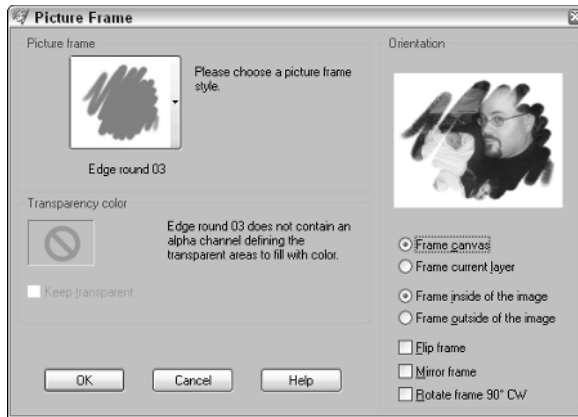 Picture Frame
Picture frame
Please choose a picture frame
style.
Edge round 03
Transparency color
Edge round 03 does not contain an
alpha channel defining the
transparent areas to fill with color.
Keep transparent
OK
Cancel
Help
Orientation
Frame canvas
Frame current layer
Frame inside of the image
Frame outside of the image
Flip frame
Mirror frame
Rotate frame 90° CW